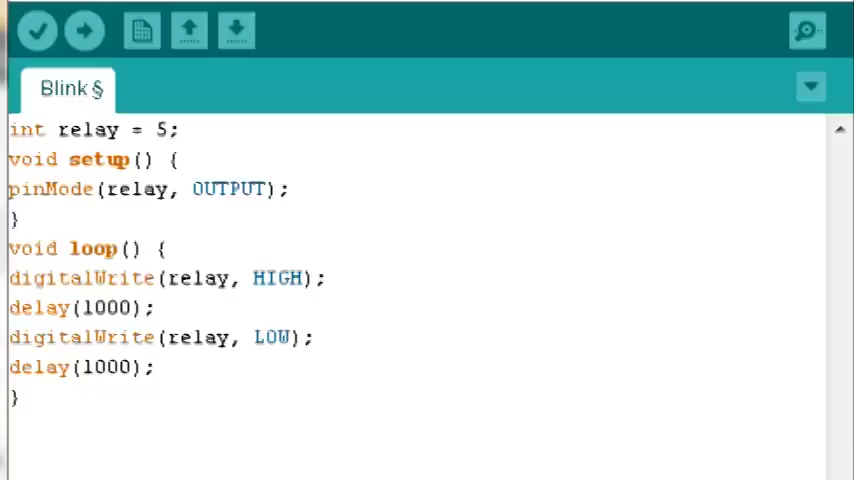 Blink §
int relay = 5;
void setup() {
pinMode(relay, OUTPUT);
}
void loop() {
digitalWrite(relay, HIGH);
delay(1000);
digitalWrite(relay, LOW);
delay(1000);
}